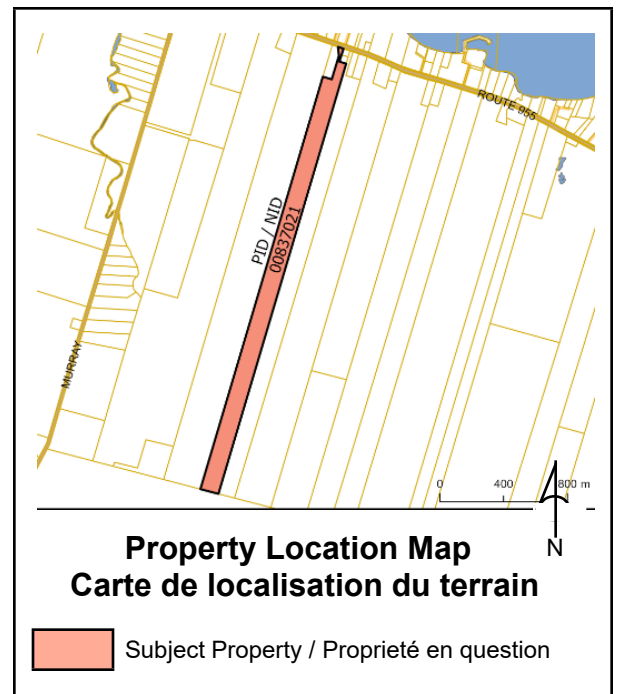 ROUTE 955
PID / NID
00837021
MURRAY
0 400 800 m
N
Property Location Map
Carte de localisation du terrain
Subject Property / Proprieté en question